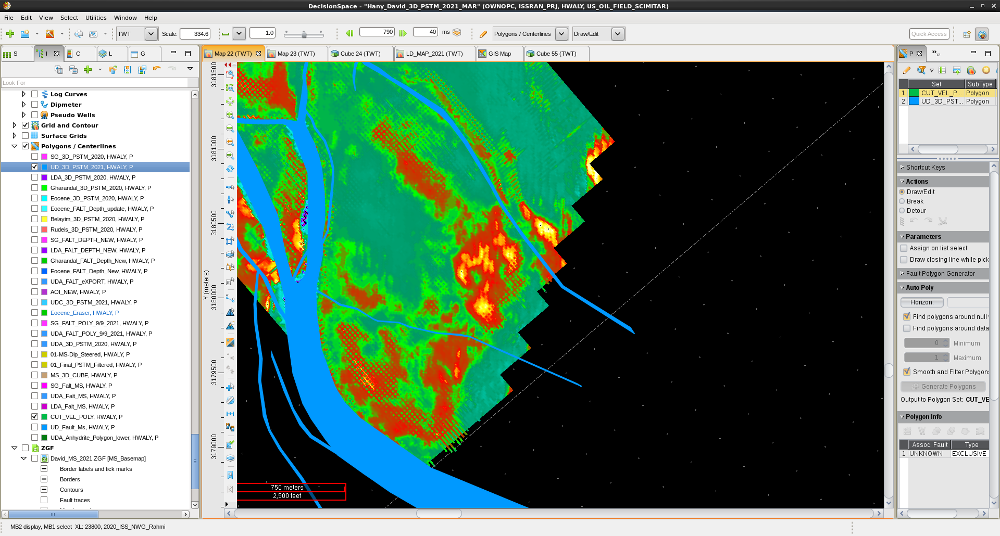 DecisionSpace - "Hany_David_3D_PSTM_2021_MAR" (OWNOPC, ISSRAN_PRJ, HWALY, US_OIL_FIELD_SCIMITAR)
File Edit View Select Utilities Window Help
TWT Scale: 334.6 1.0 790 40 ms Polygons / Centerlines Draw/Edit Quick Access
S I C L G
Map 22 (TWT) Map 23 (TWT) Cube 24 (TWT) LD_MAP_2021 (TWT) GIS Map Cube 55 (TWT)
P »12
Look For
Log Curves
Dipmeter
Pseudo Wells
Grid and Contour
Surface Grids
Polygons / Centerlines
SG_3D_PSTM_2020, HWALY, P
UD_3D_PSTM_2021, HWALY, P
LDA_3D_PSTM_2020, HWALY, P
Gharandal_3D_PSTM_2020, HWALY, P
Eocene_3D_PSTM_2020, HWALY, P
Eocene_FALT_Depth_update, HWALY, P
Belayim_3D_PSTM_2020, HWALY, P
Rudeis_3D_PSTM_2020, HWALY, P
SG_FALT_DEPTH_NEW, HWALY, P
LDA_FALT_DEPTH_NEW, HWALY, P
Gharandal_FALT_Depth_New, HWALY, P
Eocene_FALT_Depth_New, HWALY, P
UDA_FALT_eXPORT, HWALY, P
AOI_NEW, HWALY, P
UDC_3D_PSTM_2021, HWALY, P
Eocene_Eraser, HWALY, P
SG_FALT_POLY_9/9_2021, HWALY, P
UDA_FALT_POLY_9/9_2021, HWALY, P
UDA_3D_PSTM_2020, HWALY, P
01-MS-Dip_Steered, HWALY, P
01_Final_PSTM_Filtered, HWALY, P
MS_3D_CUBE, HWALY, P
SG_Falt_MS, HWALY, P
UDA_Falt_MS, HWALY, P
LDA_Falt_MS, HWALY, P
CUT_VEL_POLY, HWALY, P
UD_Fault_Ms, HWALY, P
UDA_Anhydrite_Polygon_lower, HWALY, P
ZGF
David_MS_2021.ZGF [MS_Basemap]
Border labels and tick marks
Borders
Contours
Fault traces
3181500
3181000
3180500
Y (meters)
3180000
3179500
3179000
750 meters
2,500 feet
Set SubType
1 CUT_VEL_P... Polygon
2 UD_3D_PST... Polygon
Shortcut Keys
Actions
Draw/Edit
Break
Detour
Parameters
Assign on list select
Draw closing line while pick
Fault Polygon Generator
Auto Poly
Horizon:
Find polygons around null
Find polygons around data
0 Minimum
1 Maximum
Smooth and Filter Polygons
Generate Polygons
Output to Polygon Set: CUT_VE
Polygon Info
Assoc. Fault Type
1 UNKNOWN EXCLUSIVE
MB2 display, MB1 select XL: 23800, 2020_ISS_NWG_Rahmi